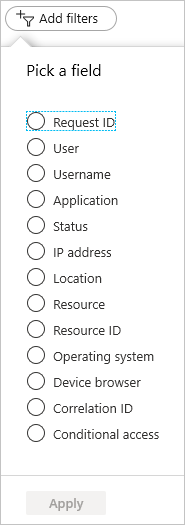 Add filters
Pick a field
Request ID
User
Username
Application
Status
IP address
Location
Resource
Resource ID
Operating system
Device browser
Correlation ID
Conditional access
Apply